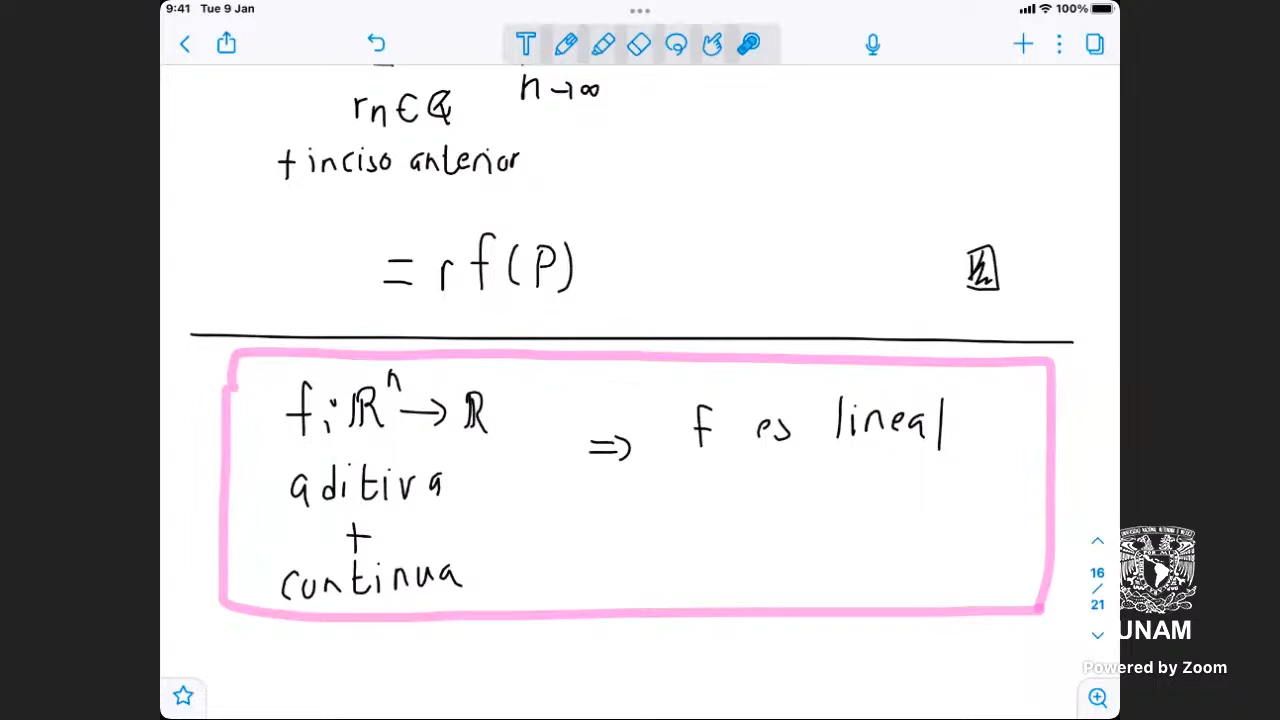 9:41 Tue 9 Jan
100%
n→∞
rn∈ℚ
+ inciso anterior
= r f(P)
f: ℝ^n → ℝ ⇒ f es lineal
aditiva
+
continua
16
/
21
UNAM
Powered by Zoom